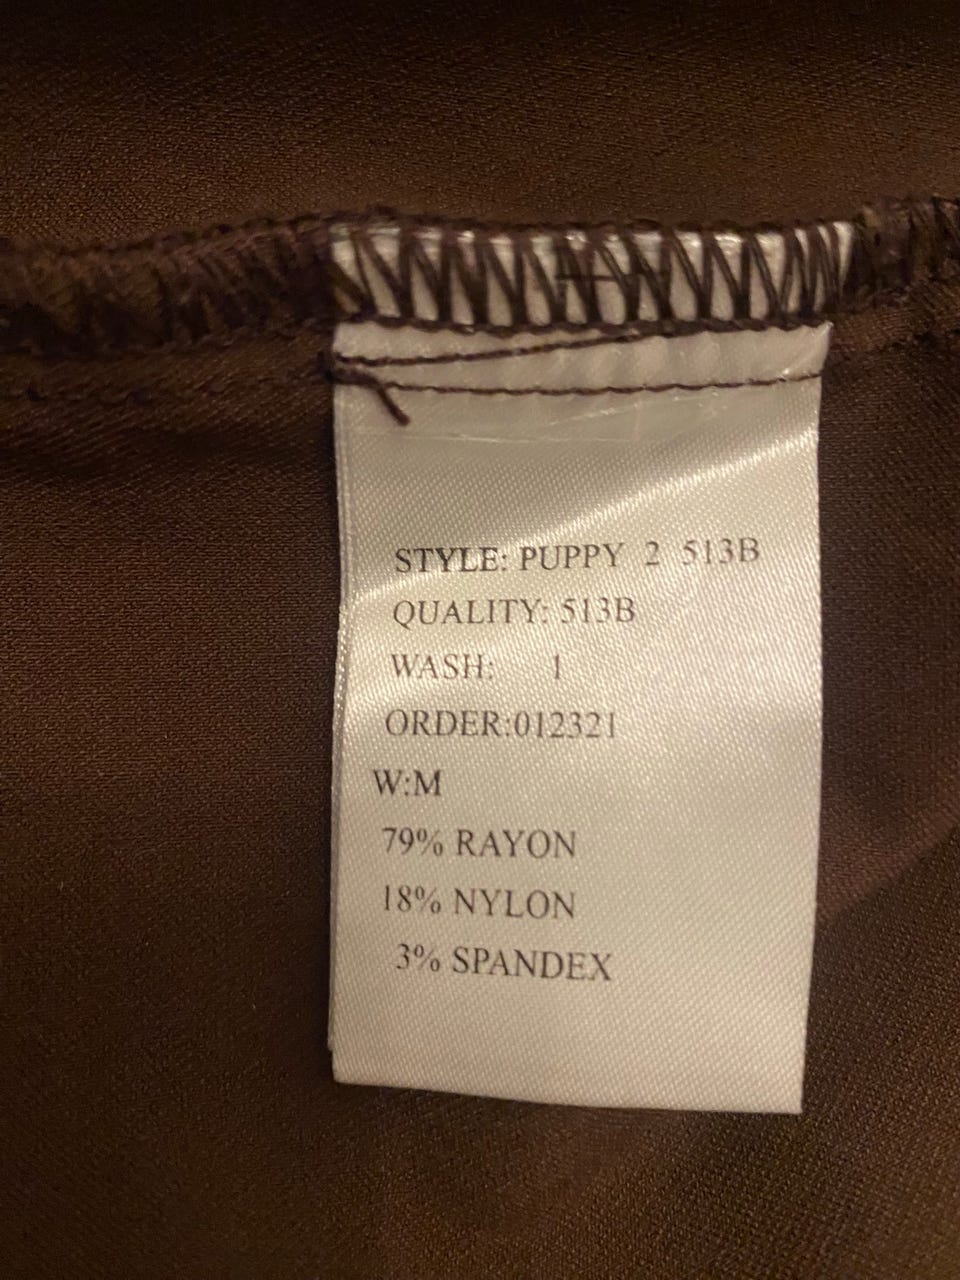 STYLE: PUPPY 2 513B
QUALITY: 513B
WASH: 1
ORDER:012321
W:M
79% RAYON
18% NYLON
3% SPANDEX